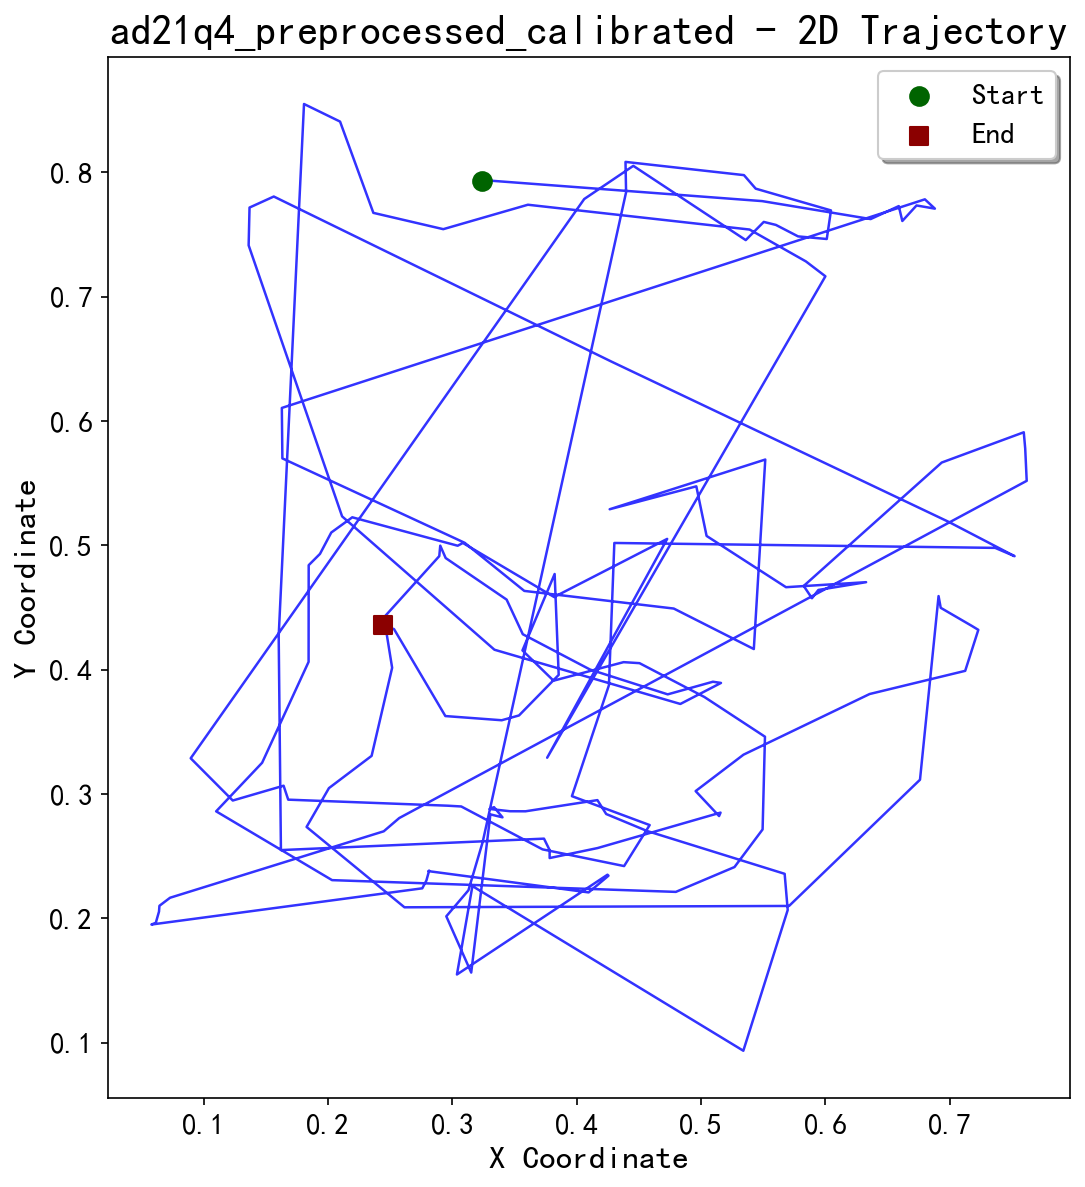 ad21q4_preprocessed_calibrated - 2D Trajectory
Start
End
Y Coordinate
0.8
0.7
0.6
0.5
0.4
0.3
0.2
0.1
0.1 0.2 0.3 0.4 0.5 0.6 0.7
X Coordinate